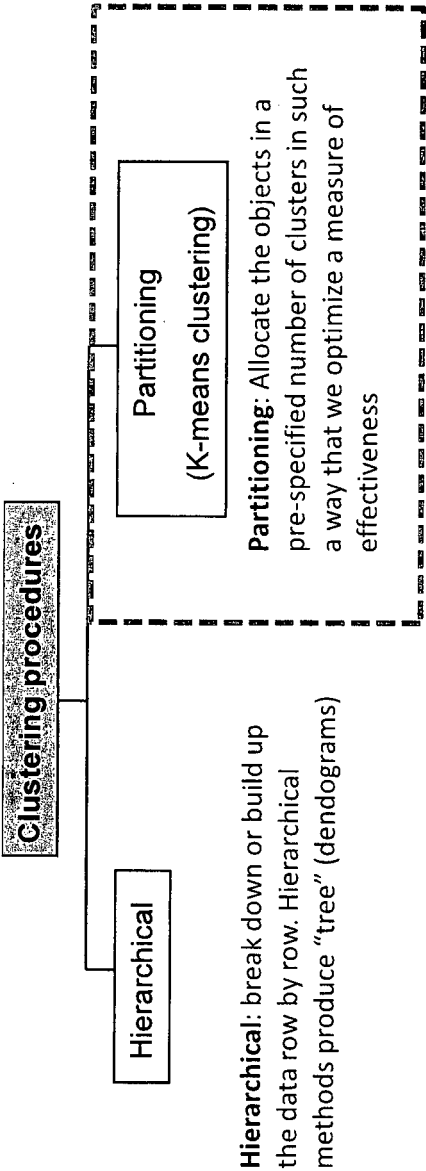 Clustering procedures
Hierarchical
Partitioning
(K-means clustering)
Hierarchical: break down or build up
the data row by row. Hierarchical
methods produce “tree” (dendograms)
Partitioning: Allocate the objects in a
pre-specified number of clusters in such
a way that we optimize a measure of
effectiveness